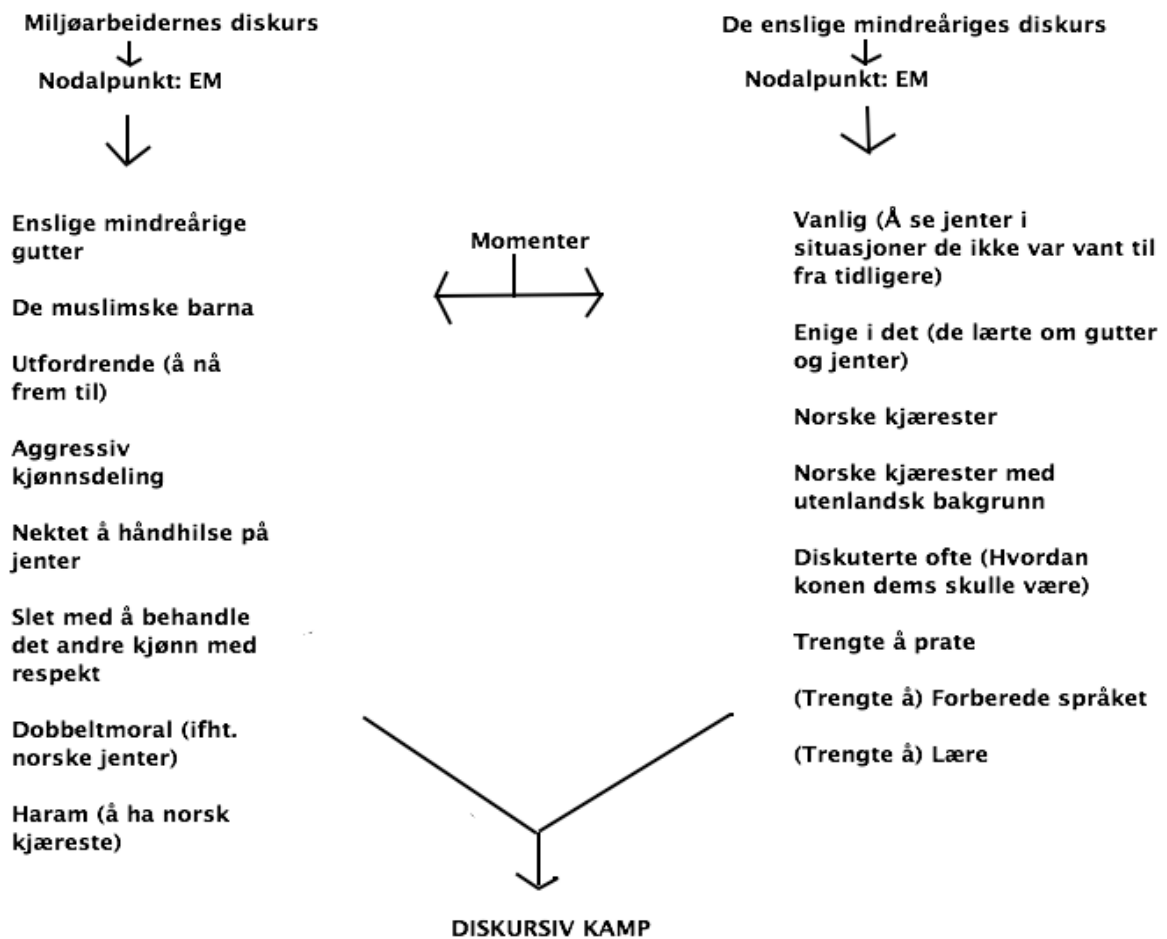 Miljøarbeidernes diskurs
Nodalpunkt: EM
Enslige mindreårige
gutter
De muslimske barna
Utfordrende (å nå
frem til)
Aggressiv
kjønnsdeling
Nektet å håndhilse på
jenter
Slet med å behandle
det andre kjønn med
respekt
Dobbeltmoral (ifht.
norske jenter)
Haram (å ha norsk
kjæreste)
Momenter
De enslige mindreåriges diskurs
Nodalpunkt: EM
Vanlig (Å se jenter i
situasjoner de ikke var vant til
fra tidligere)
Enige i det (de lærte om gutter
og jenter)
Norske kjærester
Norske kjærester med
utenlandsk bakgrunn
Diskuterte ofte (Hvordan
konen dems skulle være)
Trengte å prate
(Trengte å) Forberede språket
(Trengte å) Lære
DISKURSIV KAMP